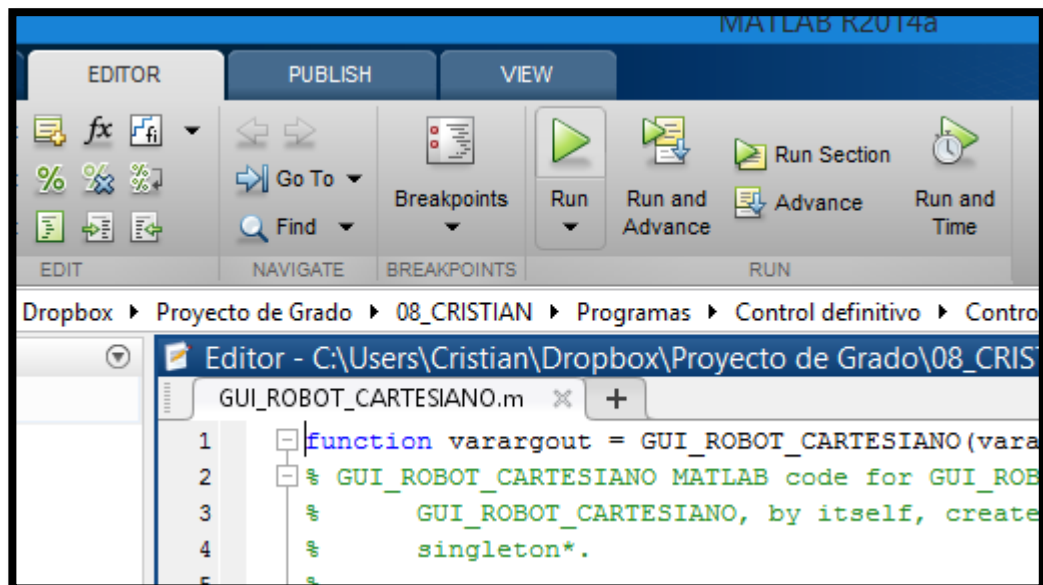 MATLAB R2014a
EDITOR PUBLISH VIEW
fx fi
Go To
Find
Breakpoints
Run
Run and Advance
Run Section
Advance
Run and Time
EDIT NAVIGATE BREAKPOINTS RUN
Dropbox Proyecto de Grado 08_CRISTIAN Programas Control definitivo Contro
Editor - C:\Users\Cristian\Dropbox\Proyecto de Grado\08_CRIS
GUI_ROBOT_CARTESIANO.m +
1 function varargout = GUI_ROBOT_CARTESIANO(vara
2 % GUI_ROBOT_CARTESIANO MATLAB code for GUI_ROB
3 % GUI_ROBOT_CARTESIANO, by itself, create
4 % singleton*.
5 %